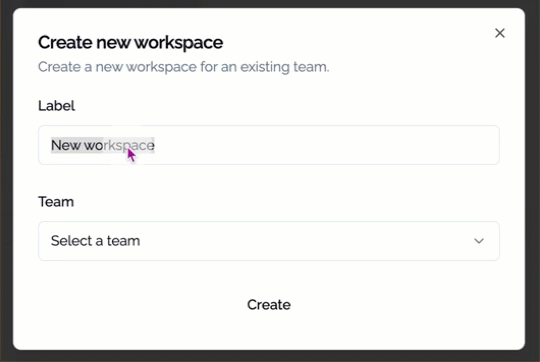 Create new workspace
Create a new workspace for an existing team.
Label
New workspace
Team
Select a team
Create